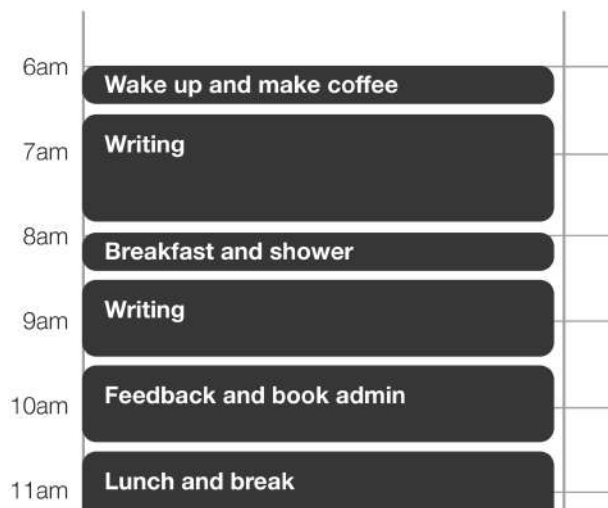 6am
Wake up and make coffee
Writing
7am
8am
Breakfast and shower
Writing
9am
Feedback and book admin
10am
Lunch and break
11am